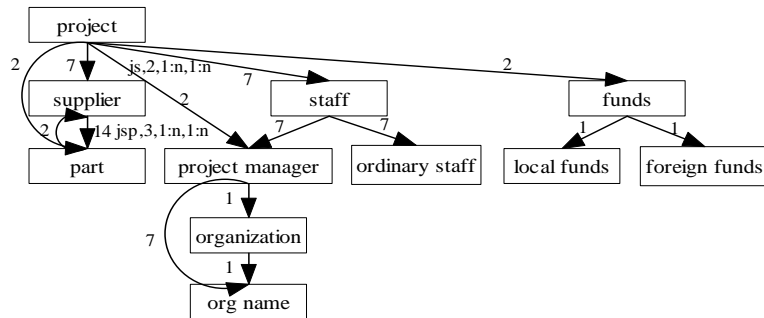 project
2
7
js,2,1:n,1:n
7
2
2
supplier
staff
funds
2
14 jsp,3,1:n,1:n
7
7
1
1
part
project manager
ordinary staff
local funds
foreign funds
1
7
organization
1
org name